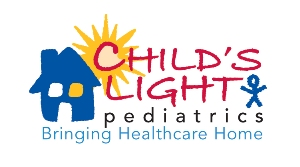 CHILD'S
LIGHT
pediatrics
Bringing Healthcare Home